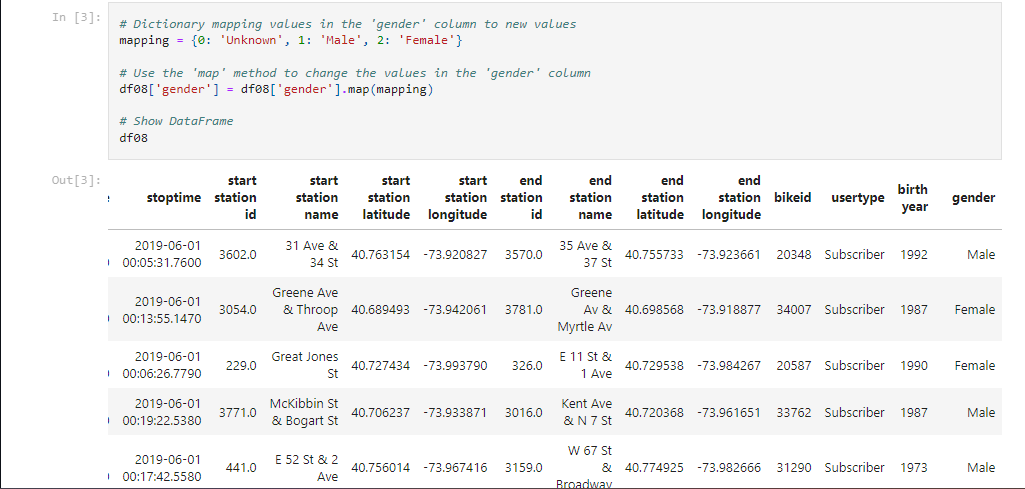 In [3]:
# Dictionary mapping values in the 'gender' column to new values
mapping = {0: 'Unknown', 1: 'Male', 2: 'Female'}
# Use the 'map' method to change the values in the 'gender' column
df08['gender'] = df08['gender'].map(mapping)
# Show DataFrame
df08
Out[3]:
stoptime start station id start station name start station latitude start station longitude end station id end station name end station latitude end station longitude bikeid usertype birth year gender
2019-06-01 00:05:31.7600 3602.0 31 Ave & 34 St 40.763154 -73.920827 3570.0 35 Ave & 37 St 40.755733 -73.923661 20348 Subscriber 1992 Male
2019-06-01 00:13:55.1470 3054.0 Greene Ave & Throop Ave 40.689493 -73.942061 3781.0 Greene Av & Myrtle Av 40.698568 -73.918877 34007 Subscriber 1987 Female
2019-06-01 00:06:26.7790 229.0 Great Jones St 40.727434 -73.993790 326.0 E 11 St & 1 Ave 40.729538 -73.984267 20587 Subscriber 1990 Female
2019-06-01 00:19:22.5380 3771.0 McKibbin St & Bogart St 40.706237 -73.933871 3016.0 Kent Ave & N 7 St 40.720368 -73.961651 33762 Subscriber 1987 Male
2019-06-01 00:17:42.5580 441.0 E 52 St & 2 Ave 40.756014 -73.967416 3159.0 W 67 St & Broadway 40.774925 -73.982666 31290 Subscriber 1973 Male